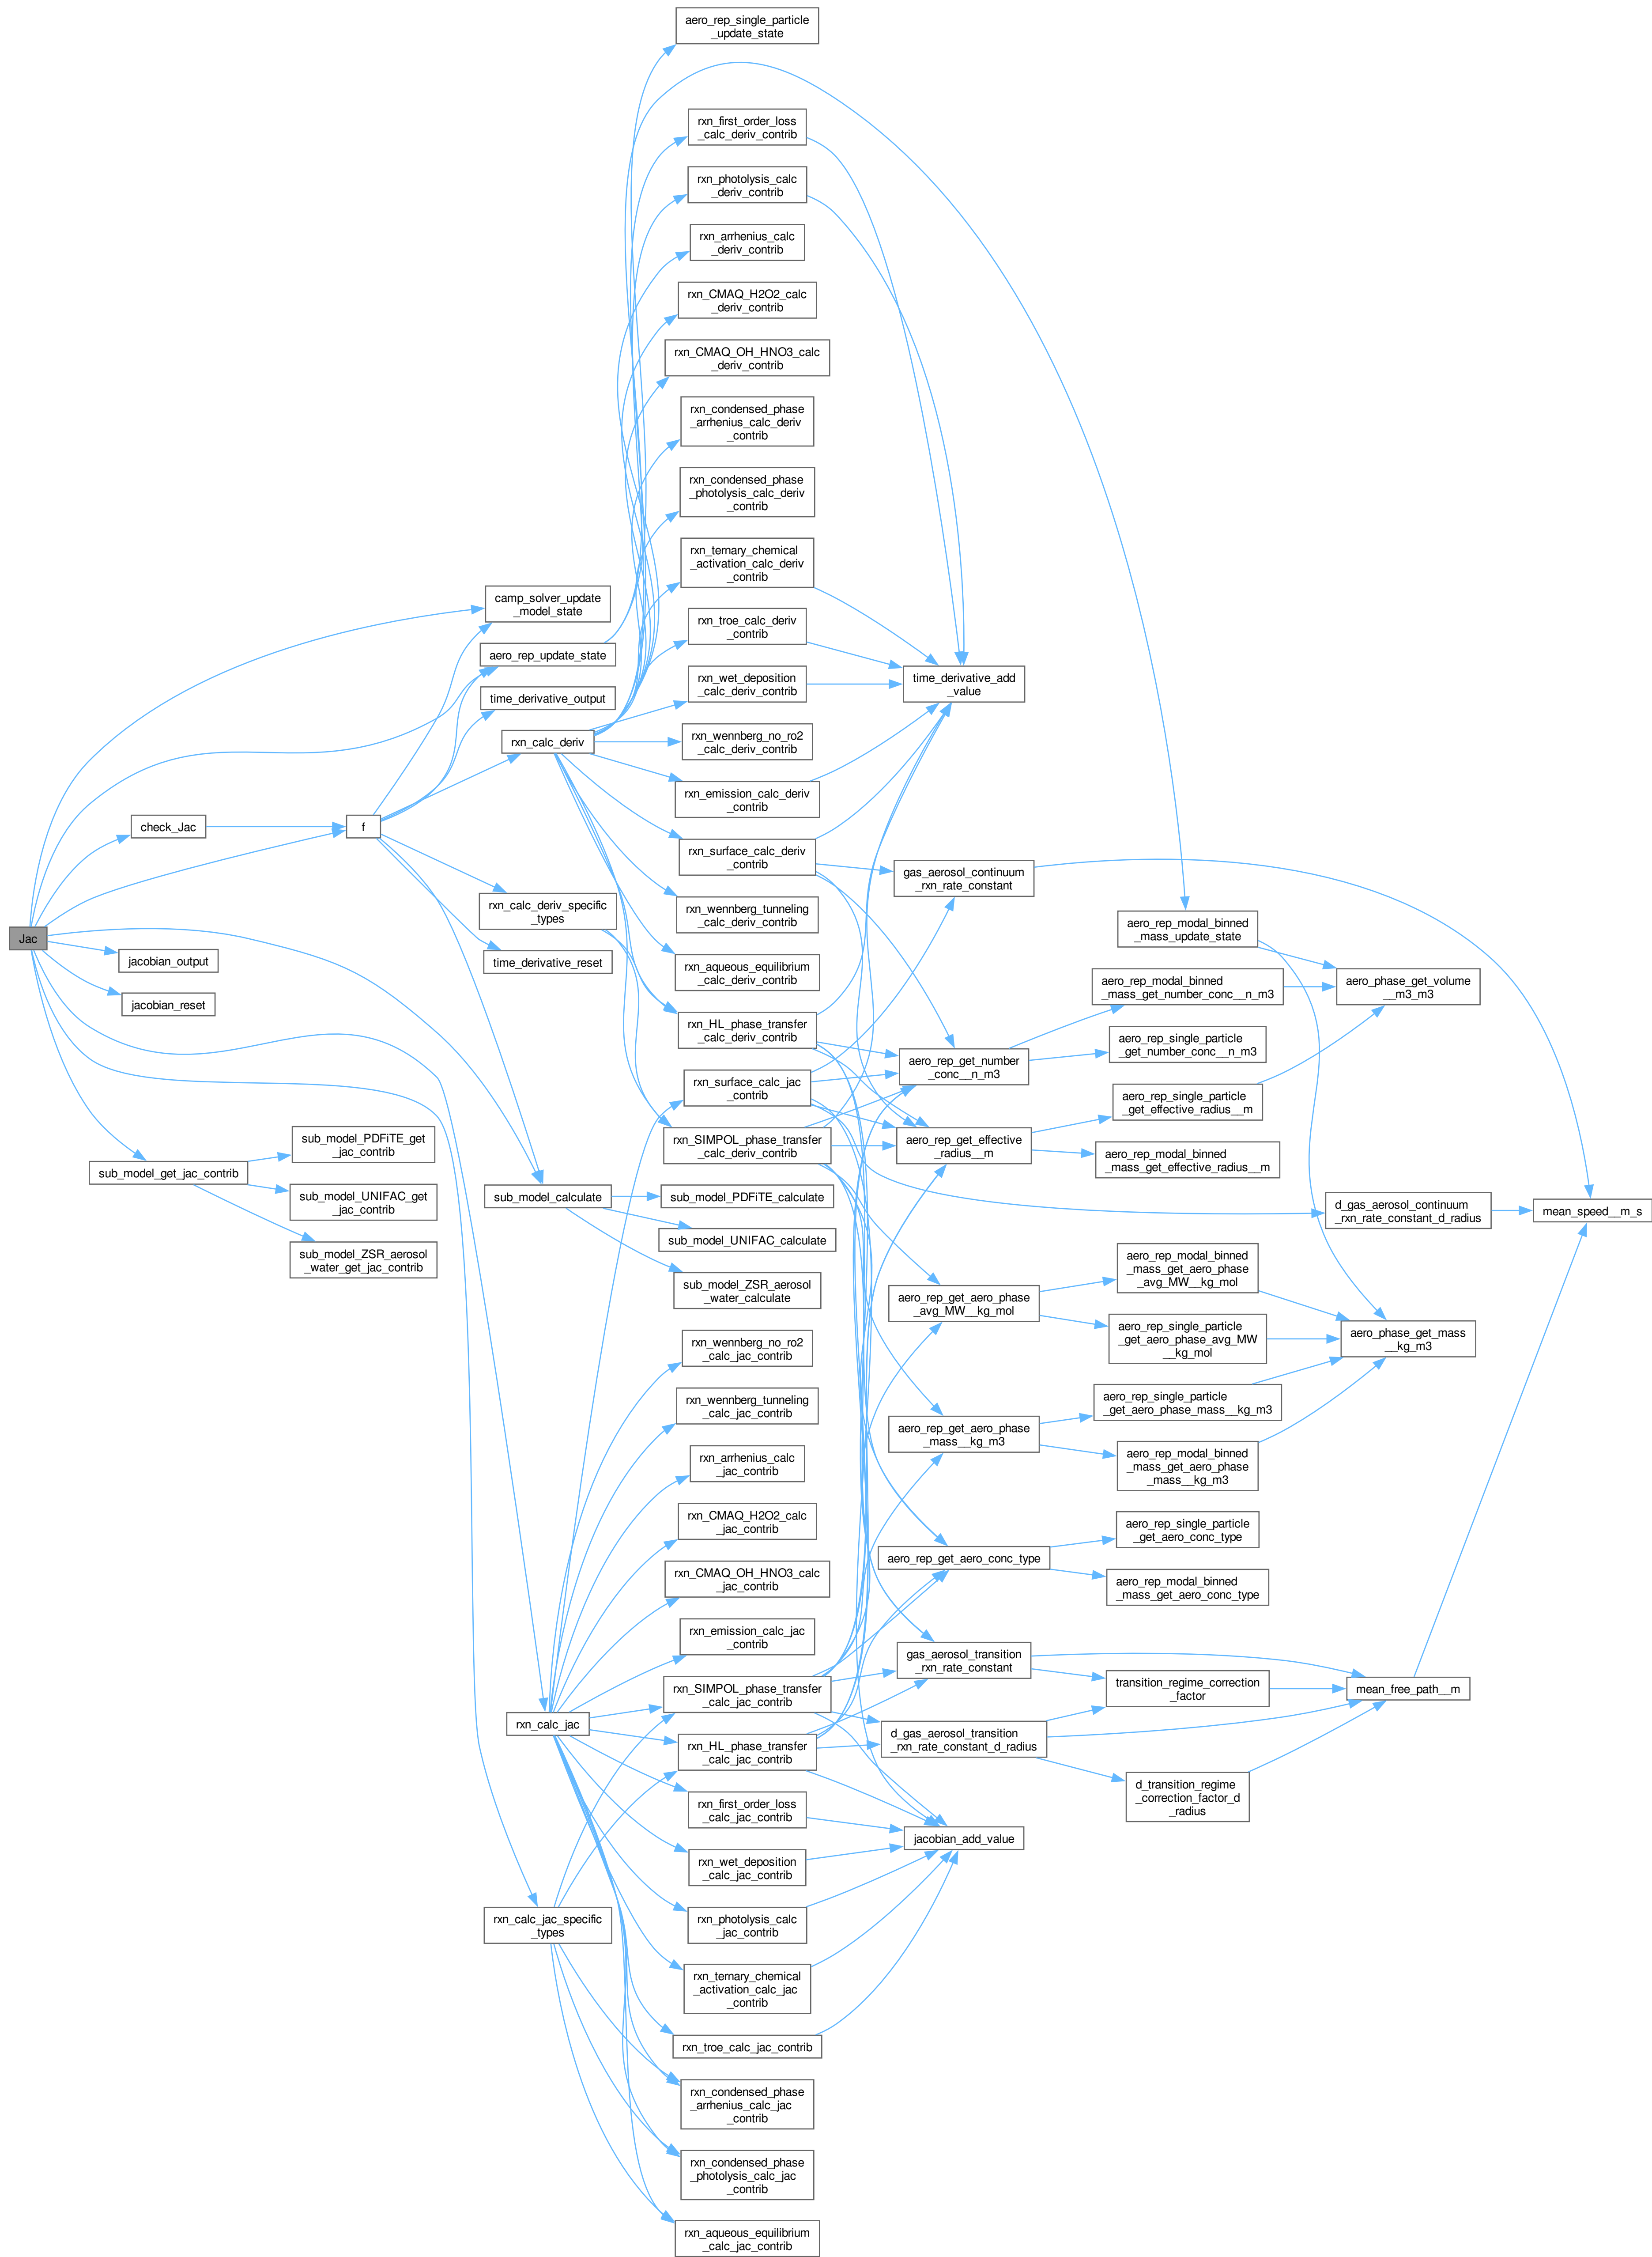 Jac
check_Jac
jacobian_output
jacobian_reset
sub_model_get_jac_contrib
f
sub_model_PDFiTE_get
_jac_contrib
sub_model_UNIFAC_get
_jac_contrib
sub_model_ZSR_aerosol
_water_get_jac_contrib
camp_solver_update
_model_state
aero_rep_update_state
time_derivative_output
rxn_calc_deriv
rxn_calc_deriv_specific
_types
time_derivative_reset
sub_model_calculate
rxn_calc_jac
rxn_calc_jac_specific
_types
aero_rep_single_particle
_update_state
rxn_first_order_loss
_calc_deriv_contrib
rxn_photolysis_calc
_deriv_contrib
rxn_arrhenius_calc
_deriv_contrib
rxn_CMAQ_H2O2_calc
_deriv_contrib
rxn_CMAQ_OH_HNO3_calc
_deriv_contrib
rxn_condensed_phase
_arrhenius_calc_deriv
_contrib
rxn_condensed_phase
_photolysis_calc_deriv
_contrib
rxn_ternary_chemical
_activation_calc_deriv
_contrib
rxn_troe_calc_deriv
_contrib
rxn_wet_deposition
_calc_deriv_contrib
rxn_wennberg_no_ro2
_calc_deriv_contrib
rxn_emission_calc_deriv
_contrib
rxn_surface_calc_deriv
_contrib
rxn_wennberg_tunneling
_calc_deriv_contrib
rxn_aqueous_equilibrium
_calc_deriv_contrib
rxn_HL_phase_transfer
_calc_deriv_contrib
rxn_surface_calc_jac
_contrib
rxn_SIMPOL_phase_transfer
_calc_deriv_contrib
sub_model_PDFiTE_calculate
sub_model_UNIFAC_calculate
sub_model_ZSR_aerosol
_water_calculate
rxn_wennberg_no_ro2
_calc_jac_contrib
rxn_wennberg_tunneling
_calc_jac_contrib
rxn_arrhenius_calc
_jac_contrib
rxn_CMAQ_H2O2_calc
_jac_contrib
rxn_CMAQ_OH_HNO3_calc
_jac_contrib
rxn_emission_calc_jac
_contrib
rxn_SIMPOL_phase_transfer
_calc_jac_contrib
rxn_HL_phase_transfer
_calc_jac_contrib
rxn_first_order_loss
_calc_jac_contrib
rxn_wet_deposition
_calc_jac_contrib
rxn_photolysis_calc
_jac_contrib
rxn_ternary_chemical
_activation_calc_jac
_contrib
rxn_troe_calc_jac_contrib
rxn_condensed_phase
_arrhenius_calc_jac
_contrib
rxn_condensed_phase
_photolysis_calc_jac
_contrib
rxn_aqueous_equilibrium
_calc_jac_contrib
time_derivative_add
_value
gas_aerosol_continuum
_rxn_rate_constant
aero_rep_get_number
_conc__n_m3
aero_rep_get_effective
_radius__m
aero_rep_get_aero_phase
_avg_MW__kg_mol
aero_rep_get_aero_phase
_mass__kg_m3
aero_rep_get_aero_conc_type
gas_aerosol_transition
_rxn_rate_constant
d_gas_aerosol_transition
_rxn_rate_constant_d_radius
jacobian_add_value
aero_rep_modal_binned
_mass_update_state
aero_rep_modal_binned
_mass_get_number_conc__n_m3
aero_rep_single_particle
_get_number_conc__n_m3
aero_rep_single_particle
_get_effective_radius__m
aero_rep_modal_binned
_mass_get_effective_radius__m
aero_rep_modal_binned
_mass_get_aero_phase
_avg_MW__kg_mol
aero_rep_single_particle
_get_aero_phase_avg_MW
__kg_mol
aero_rep_single_particle
_get_aero_phase_mass__kg_m3
aero_rep_modal_binned
_mass_get_aero_phase
_mass__kg_m3
aero_rep_single_particle
_get_aero_conc_type
aero_rep_modal_binned
_mass_get_aero_conc_type
transition_regime_correction
_factor
d_transition_regime
_correction_factor_d
_radius
aero_phase_get_volume
__m3_m3
d_gas_aerosol_continuum
_rxn_rate_constant_d_radius
aero_phase_get_mass
__kg_m3
mean_free_path__m
mean_speed__m_s